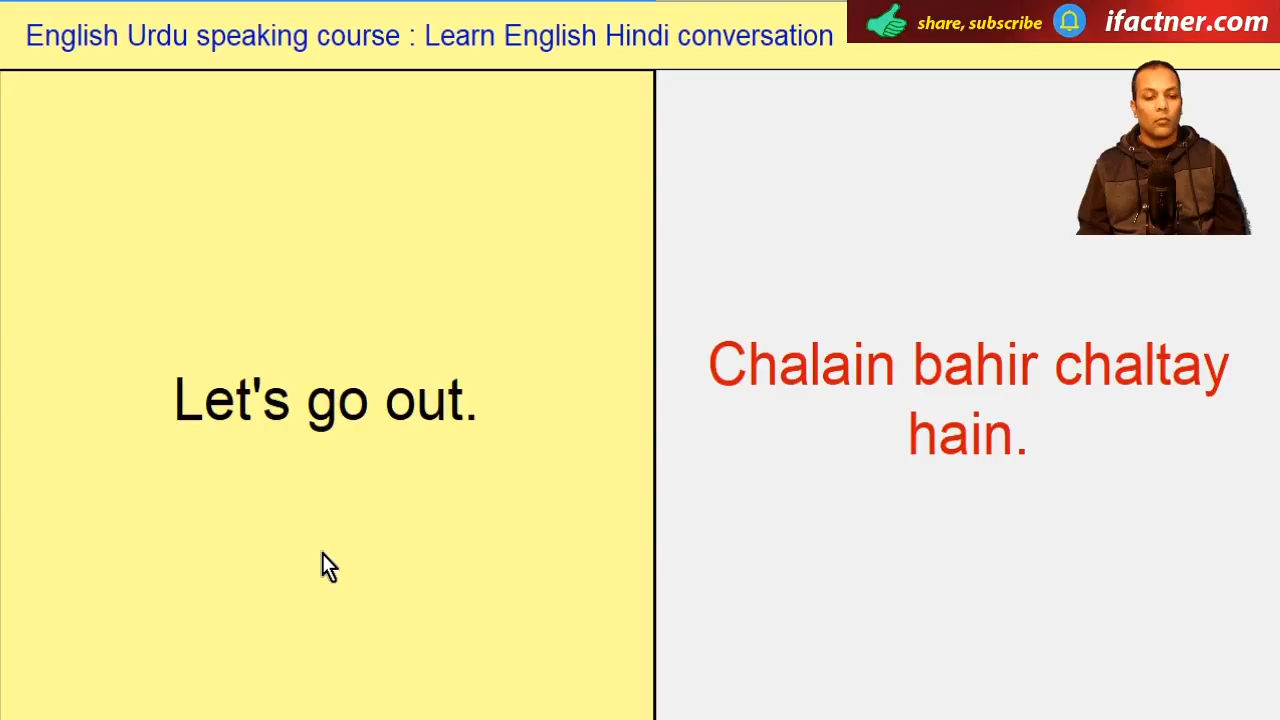 English Urdu speaking course : Learn English Hindi conversation
share, subscribe
ifactner.com
Let's go out.
Chalain bahir chaltay
hain.